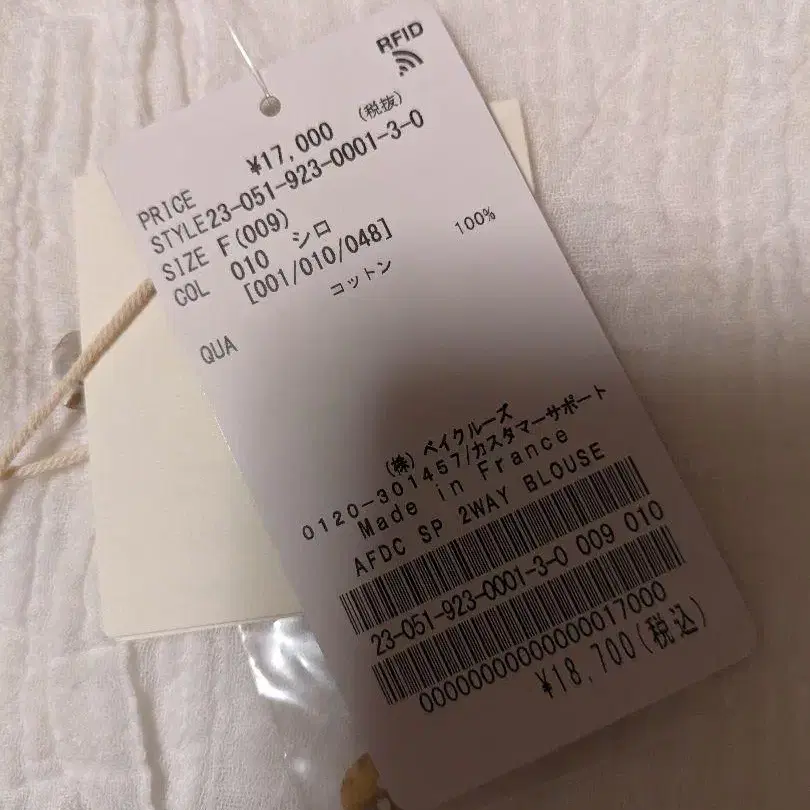 RFID
PRICE ¥17,000 (税抜)
STYLE23-051-923-0001-3-0
SIZE F(009)
COL 010 シロ
[001/010/048]
QUA コットン 100%
(株) ベイクルーズ
0120-301457/カスタマーサポート
Made in France
AFDC SP 2WAY BLOUSE
23-051-923-0001-3-0 009 010
00000000000000017000
¥18,700(税込)